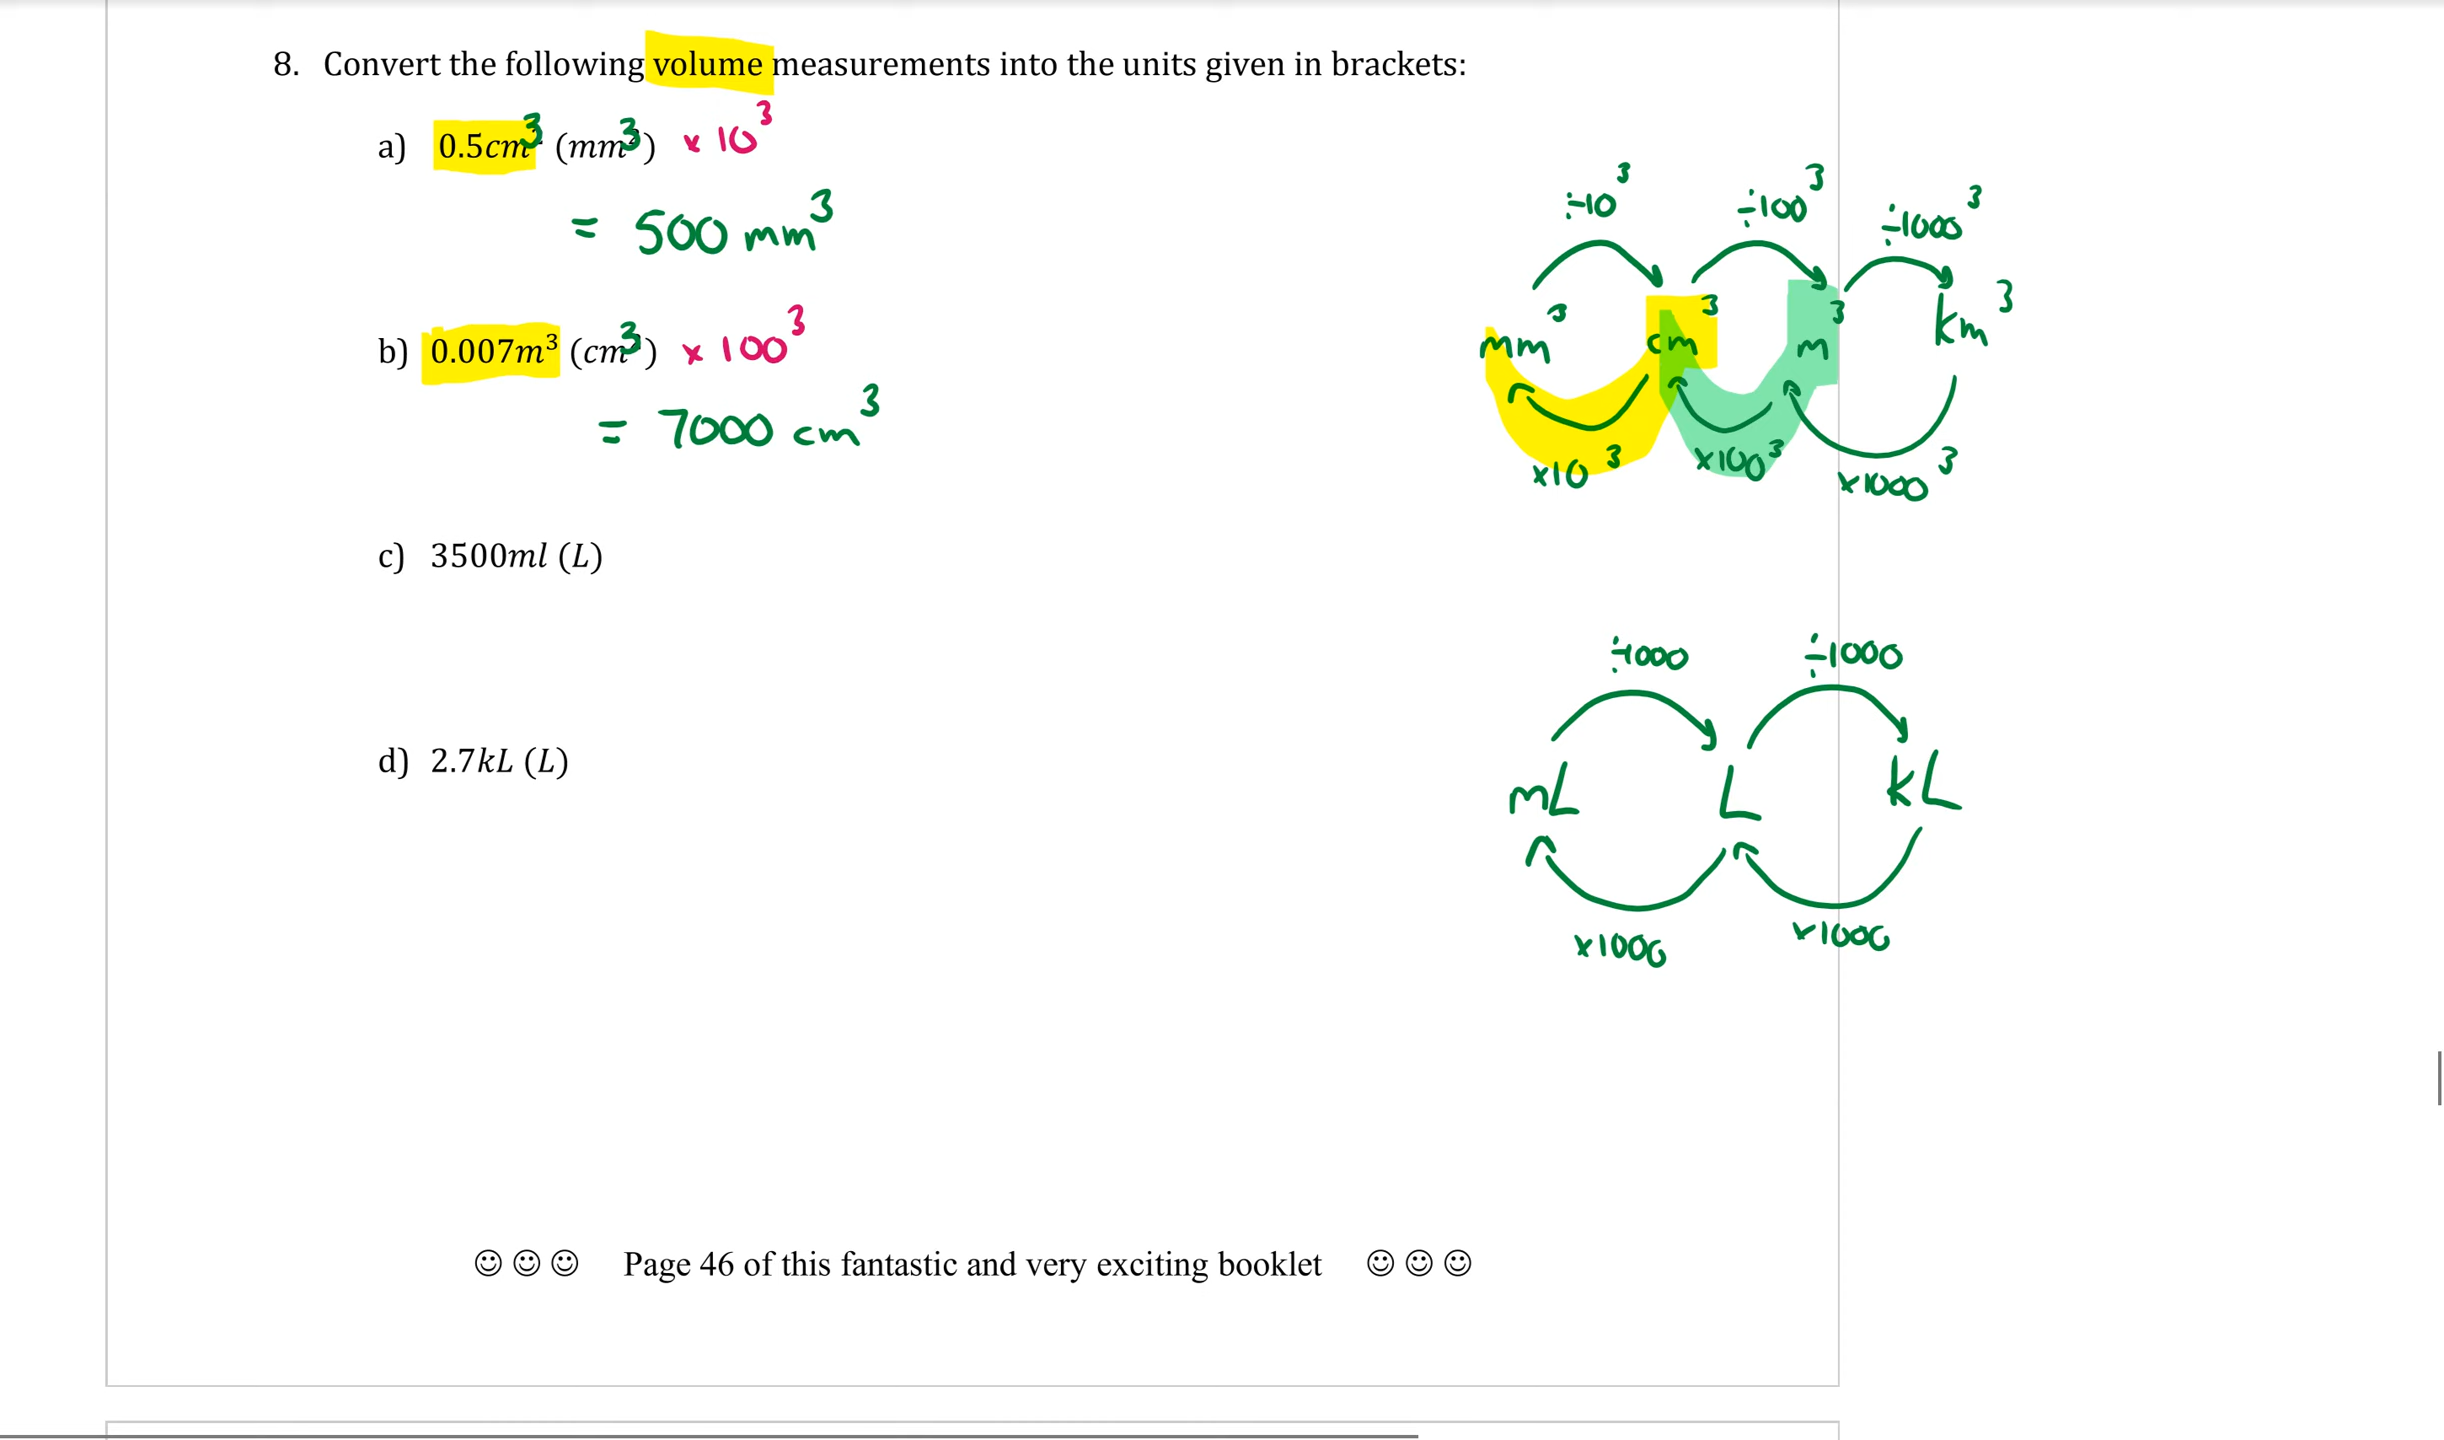 8. Convert the following volume measurements into the units given in brackets:
a) 0.5cm³ (mm³) × 10³
= 500 mm³
b) 0.007m³ (cm³) × 100³
= 7000 cm³
c) 3500ml (L)
d) 2.7kL (L)
÷10³ ÷100³ ÷1000³
mm³ cm³ m³ km³
×10³ ×100³ ×1000³
÷1000 ÷1000
mL L kL
×1000 ×1000
☺☺☺ Page 46 of this fantastic and very exciting booklet ☺☺☺